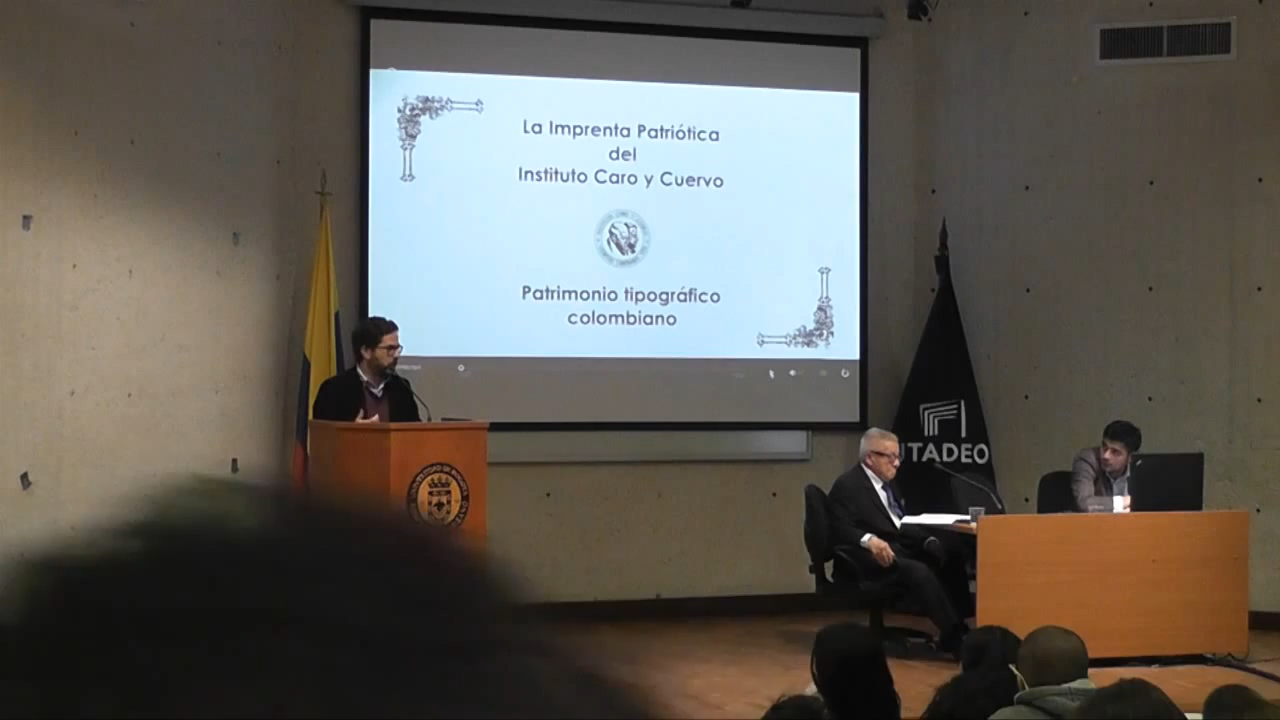 La Imprenta Patriótica
del
Instituto Caro y Cuervo
Patrimonio tipográfico
colombiano
UTADEO